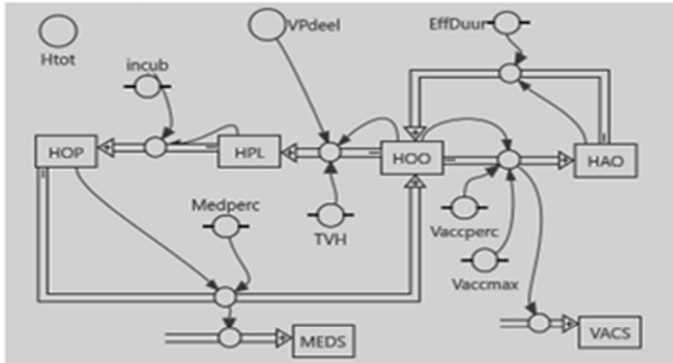 VPdeel
EffDuur
Htot
incub
HOP
HPL
HOO
HAO
Medperc
TVH
Vaccperc
Vaccmax
MEDS
VACS